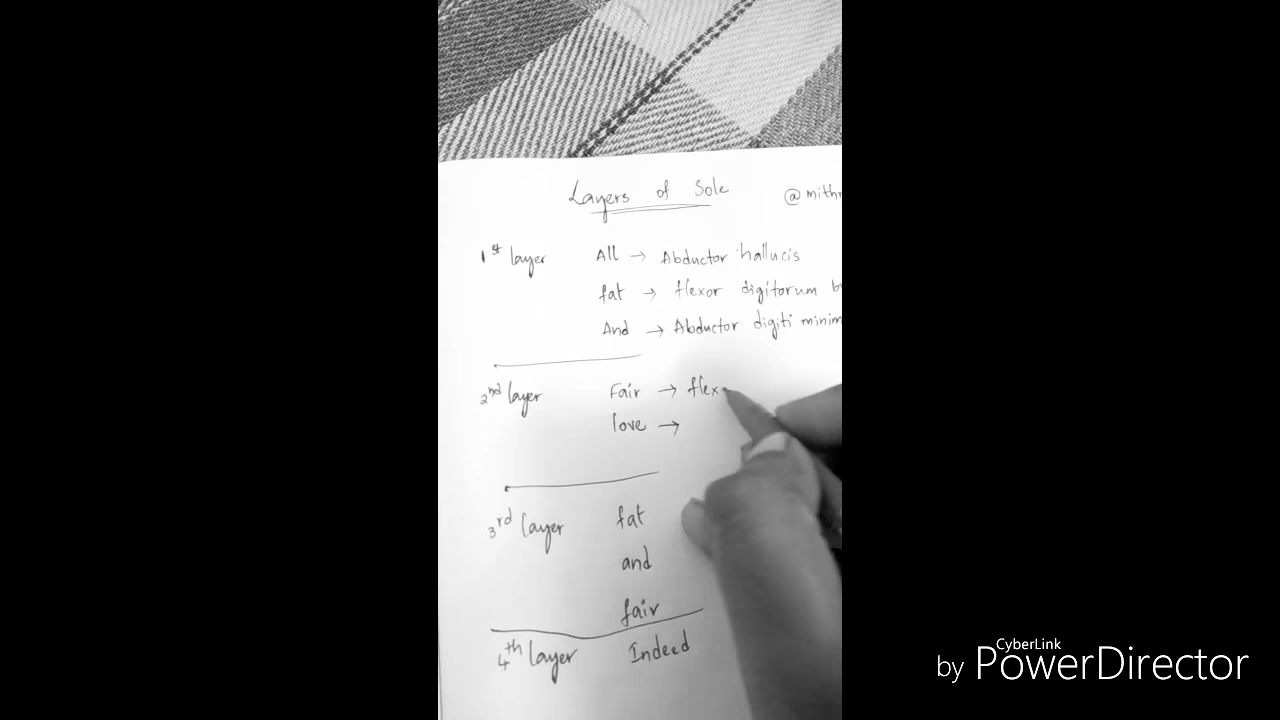 Layers of Sole
@mithr
1st layer All → Abductor hallucis
fat → flexor digitorum b
And → Abductor digiti minim
2nd layer Fair → flex
love →
3rd layer fat
and
fair
4th layer Indeed
CyberLink
by PowerDirector